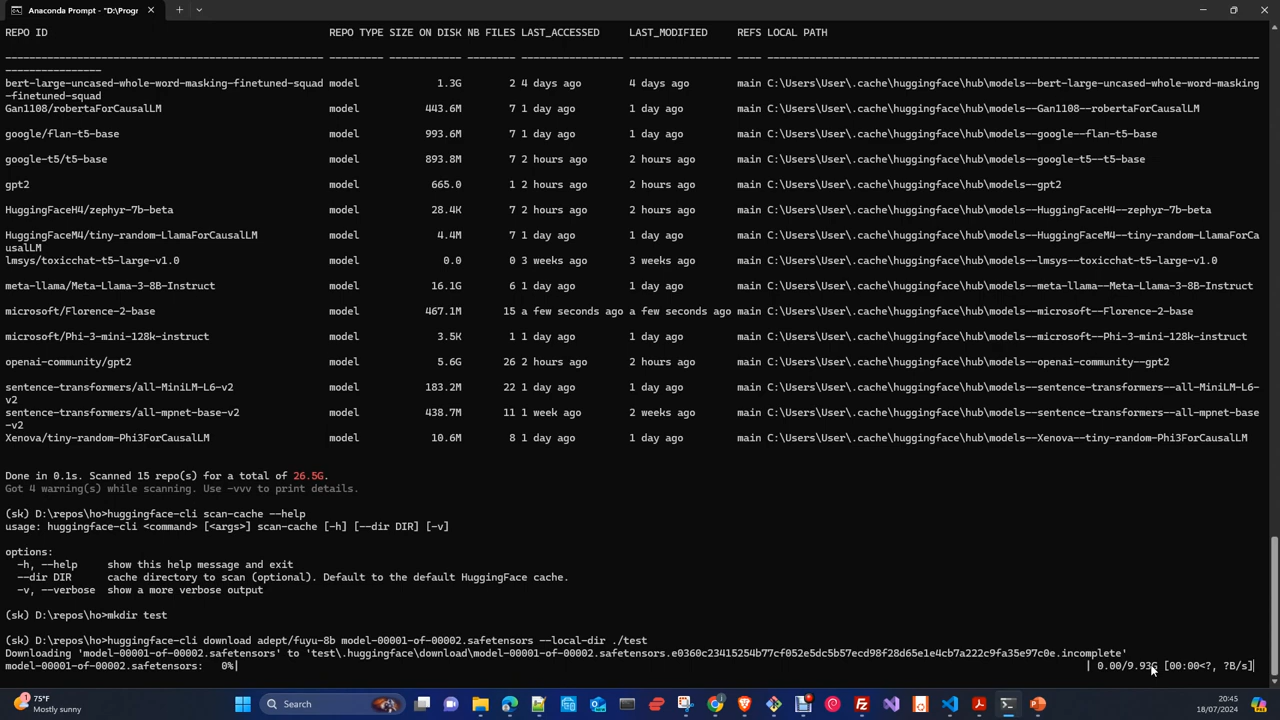 Anaconda Prompt - "D:\Progr
REPO ID REPO TYPE SIZE ON DISK NB FILES LAST_ACCESSED LAST_MODIFIED REFS LOCAL PATH
bert-large-uncased-whole-word-masking-finetuned-squad model 1.3G 2 4 days ago 4 days ago main C:\Users\User\.cache\huggingface\hub\models--bert-large-uncased-whole-word-masking
-finetuned-squad
Gan1108/robertaForCausalLM model 443.6M 7 1 day ago 1 day ago main C:\Users\User\.cache\huggingface\hub\models--Gan1108--robertaForCausalLM
google/flan-t5-base model 993.6M 7 1 day ago 1 day ago main C:\Users\User\.cache\huggingface\hub\models--google--flan-t5-base
google-t5/t5-base model 893.8M 7 2 hours ago 2 hours ago main C:\Users\User\.cache\huggingface\hub\models--google-t5--t5-base
gpt2 model 665.0 1 2 hours ago 2 hours ago main C:\Users\User\.cache\huggingface\hub\models--gpt2
HuggingFaceH4/zephyr-7b-beta model 28.4K 7 2 hours ago 2 hours ago main C:\Users\User\.cache\huggingface\hub\models--HuggingFaceH4--zephyr-7b-beta
HuggingFaceM4/tiny-random-LlamaForCausalLM model 4.4M 7 1 day ago 1 day ago main C:\Users\User\.cache\huggingface\hub\models--HuggingFaceM4--tiny-random-LlamaForCa
usalLM
lmsys/toxicchat-t5-large-v1.0 model 0.0 0 3 weeks ago 3 weeks ago main C:\Users\User\.cache\huggingface\hub\models--lmsys--toxicchat-t5-large-v1.0
meta-llama/Meta-Llama-3-8B-Instruct model 16.1G 6 1 day ago 1 day ago main C:\Users\User\.cache\huggingface\hub\models--meta-llama--Meta-Llama-3-8B-Instruct
microsoft/Florence-2-base model 467.1M 15 a few seconds ago a few seconds ago main C:\Users\User\.cache\huggingface\hub\models--microsoft--Florence-2-base
microsoft/Phi-3-mini-128k-instruct model 3.5K 1 1 day ago 1 day ago main C:\Users\User\.cache\huggingface\hub\models--microsoft--Phi-3-mini-128k-instruct
openai-community/gpt2 model 5.6G 26 2 hours ago 2 hours ago main C:\Users\User\.cache\huggingface\hub\models--openai-community--gpt2
sentence-transformers/all-MiniLM-L6-v2 model 183.2M 22 1 day ago 1 day ago main C:\Users\User\.cache\huggingface\hub\models--sentence-transformers--all-MiniLM-L6-
v2
sentence-transformers/all-mpnet-base-v2 model 438.7M 11 1 week ago 2 weeks ago main C:\Users\User\.cache\huggingface\hub\models--sentence-transformers--all-mpnet-base
-v2
Xenova/tiny-random-Phi3ForCausalLM model 10.6M 8 1 day ago 1 day ago main C:\Users\User\.cache\huggingface\hub\models--Xenova--tiny-random-Phi3ForCausalLM
Done in 0.1s. Scanned 15 repo(s) for a total of 26.5G.
Got 4 warning(s) while scanning. Use -vvv to print details.
(sk) D:\repos\ho>huggingface-cli scan-cache --help
usage: huggingface-cli <command> [<args>] scan-cache [-h] [--dir DIR] [-v]
options:
-h, --help show this help message and exit
--dir DIR cache directory to scan (optional). Default to the default HuggingFace cache.
-v, --verbose show a more verbose output
(sk) D:\repos\ho>mkdir test
(sk) D:\repos\ho>huggingface-cli download adept/fuyu-8b model-00001-of-00002.safetensors --local-dir ./test
Downloading 'model-00001-of-00002.safetensors' to 'test\.huggingface\download\model-00001-of-00002.safetensors.e0360c23415254b77cf052e5dc5b57ecd98f28d65e1e4cb7a222c9fa35e97c0e.incomplete'
model-00001-of-00002.safetensors: 0%| | 0.00/9.93G [00:00<?, ?B/s]
75°F
Mostly sunny
Search
20:45
18/07/2024